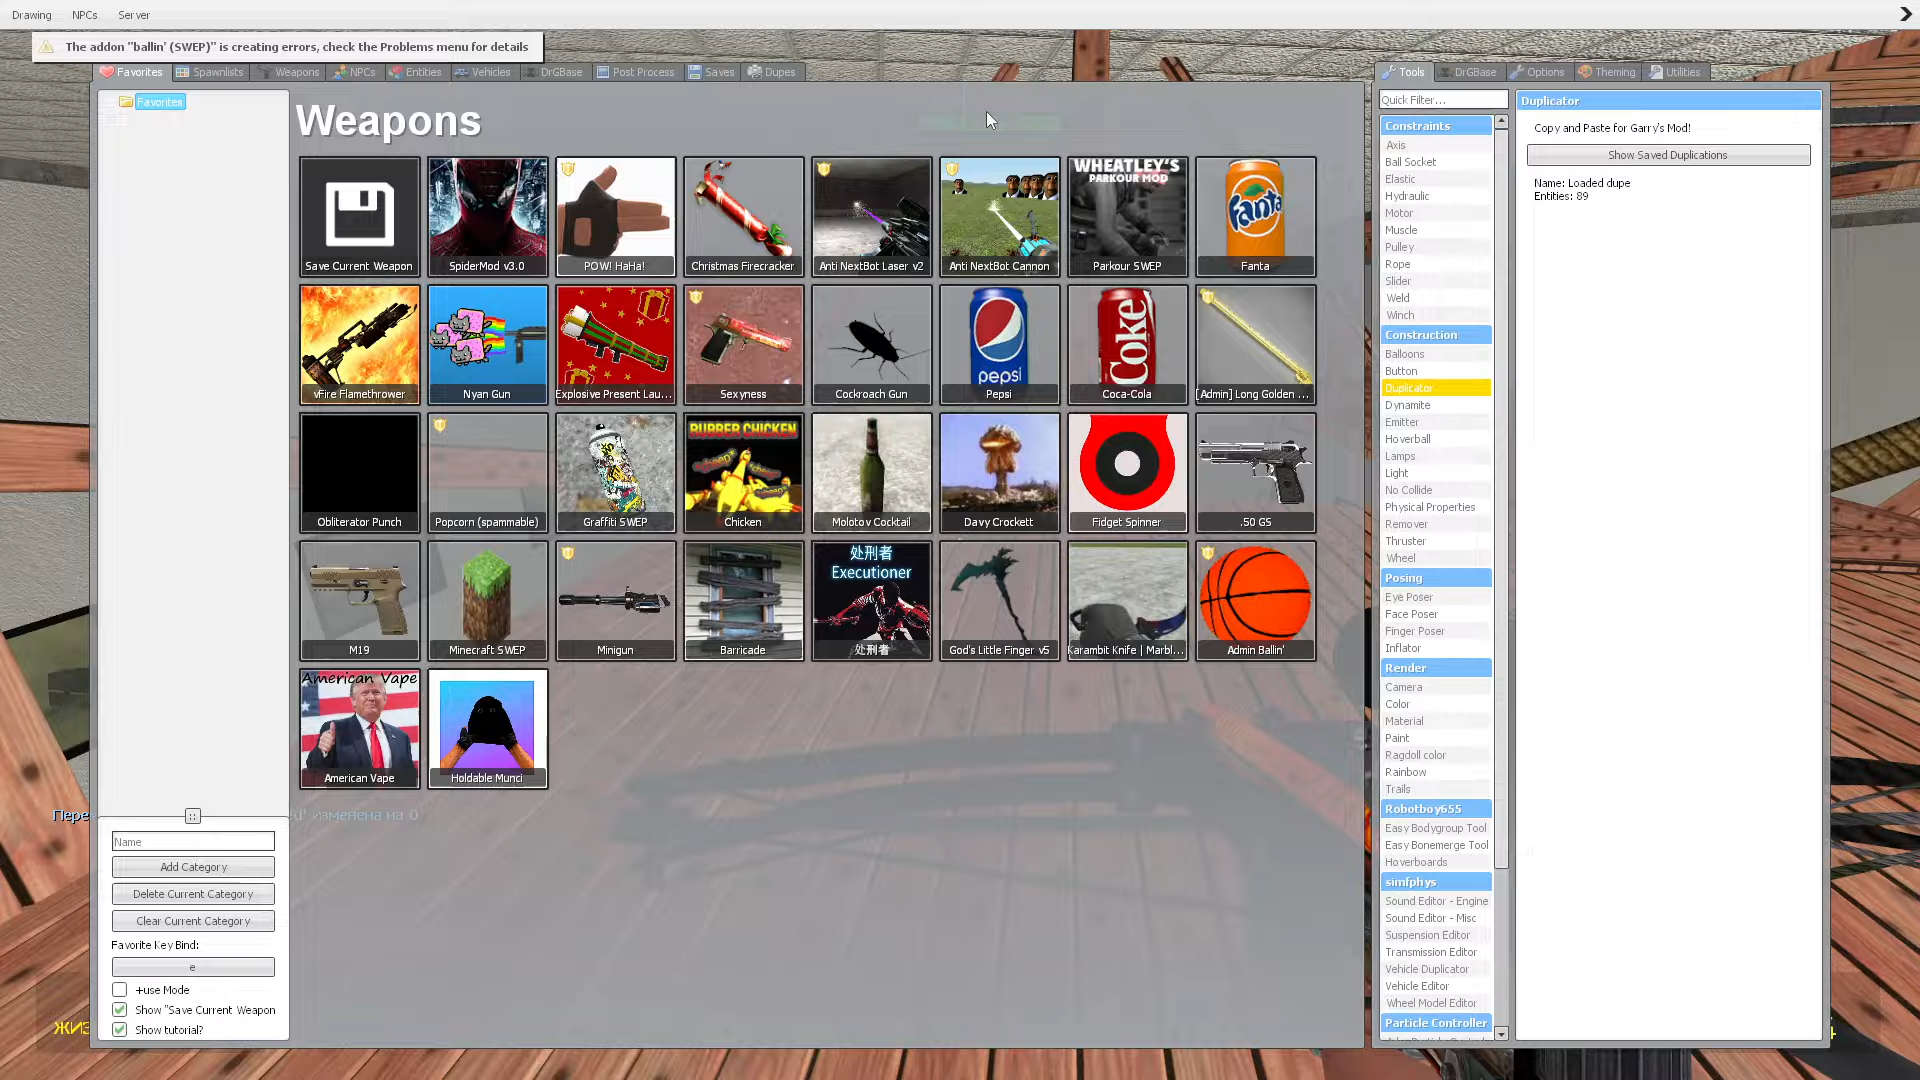 Drawing NPCs Server
The addon "ballin' (SWEP)" is creating errors, check the Problems menu for details
Favorites Spawnlists Weapons NPCs Entities Vehicles DrGBase Post Process Saves Dupes
Tools DrGBase Options Theming Utilities
Favorites
Weapons
Save Current Weapon
SpiderMod v3.0
POW! HaHa!
Christmas Firecracker
Anti NextBot Laser v2
Anti NextBot Cannon
WHEATLEY'S
PARKOUR MOD
Parkour SWEP
Fanta
Fanta
vFire Flamethrower
Nyan Gun
Explosive Present Lau...
Sexyness
Cockroach Gun
pepsi
Pepsi
Coke
Coca-Cola
[Admin] Long Golden ...
Obliterator Punch
Popcorn (spammable)
Graffiti SWEP
RUBBER CHICKEN
Chicken
Molotov Cocktail
Davy Crockett
Fidget Spinner
.50 GS
M19
Minecraft SWEP
Minigun
Barricade
处刑者
Executioner
处刑者
God's Little Finger v5
Karambit Knife | Marbl...
Admin Ballin'
American Vape
American Vape
Holdable Munci
Пере
d' изменена на 0
Name
Add Category
Delete Current Category
Clear Current Category
Favorite Key Bind:
e
+use Mode
Show "Save Current Weapon
Show tutorial?
ЖИЗ
Quick Filter...
Constraints
Axis
Ball Socket
Elastic
Hydraulic
Motor
Muscle
Pulley
Rope
Slider
Weld
Winch
Construction
Balloons
Button
Duplicator
Dynamite
Emitter
Hoverball
Lamps
Light
No Collide
Physical Properties
Remover
Thruster
Wheel
Posing
Eye Poser
Face Poser
Finger Poser
Inflator
Render
Camera
Color
Material
Paint
Ragdoll color
Rainbow
Trails
Robotboy655
Easy Bodygroup Tool
Easy Bonemerge Tool
Hoverboards
simfphys
Sound Editor - Engine
Sound Editor - Misc
Suspension Editor
Transmission Editor
Vehicle Duplicator
Vehicle Editor
Wheel Model Editor
Particle Controller
Duplicator
Copy and Paste for Garry's Mod!
Show Saved Duplications
Name: Loaded dupe
Entities: 89